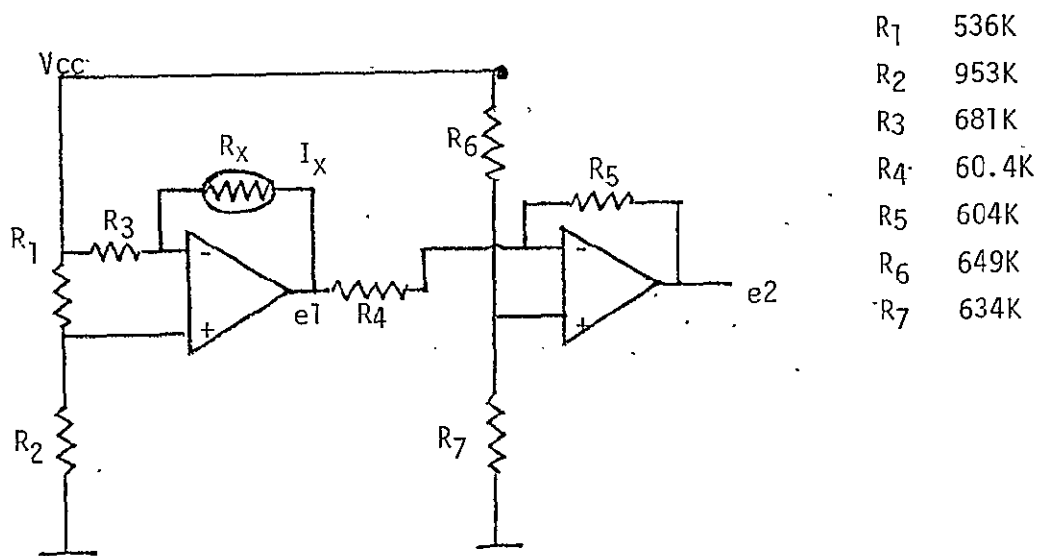 Vcc
R1
R2
R3
Rx
Ix
e1
R4
R6
R7
R5
e2
-
+
-
+
R1 536K
R2 953K
R3 681K
R4 60.4K
R5 604K
R6 649K
R7 634K